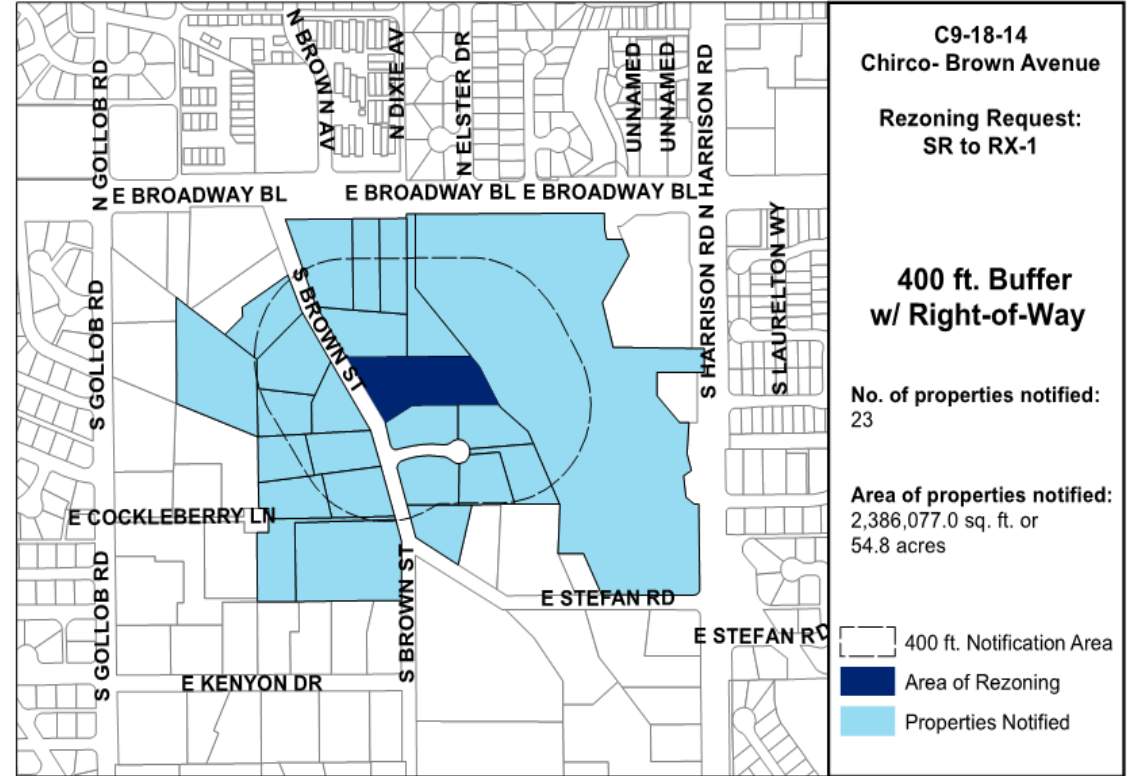 N GOLLOB RD
N BROWN AV
N DIXIE AV
N ELSTER DR
UNNAMED
UNNAMED
N HARRISON RD
E BROADWAY BL
E BROADWAY BL
E BROADWAY BL
S GOLLOB RD
S BROWN ST
S HARRISON RD
S HARRISON RD
S LAURELTON WY
E COCKLEBERRY LN
S GOLLOB RD
S BROWN ST
E STEFAN RD
E STEFAN RD
E KENYON DR
C9-18-14
Chirco- Brown Avenue
Rezoning Request:
SR to RX-1
400 ft. Buffer
w/ Right-of-Way
No. of properties notified:
23
Area of properties notified:
2,386,077.0 sq. ft. or
54.8 acres
400 ft. Notification Area
Area of Rezoning
Properties Notified